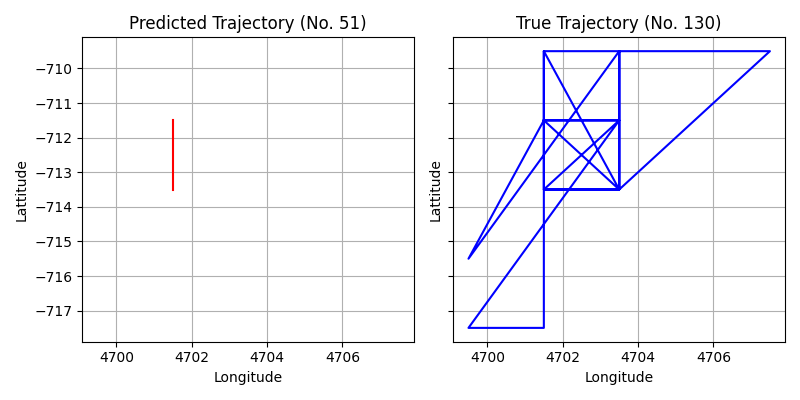 Predicted Trajectory (No. 51)
True Trajectory (No. 130)
−710
−711
−712
−713
−714
−715
−716
−717
Lattitude
Lattitude
4700
4702
4704
4706
4700
4702
4704
4706
Longitude
Longitude